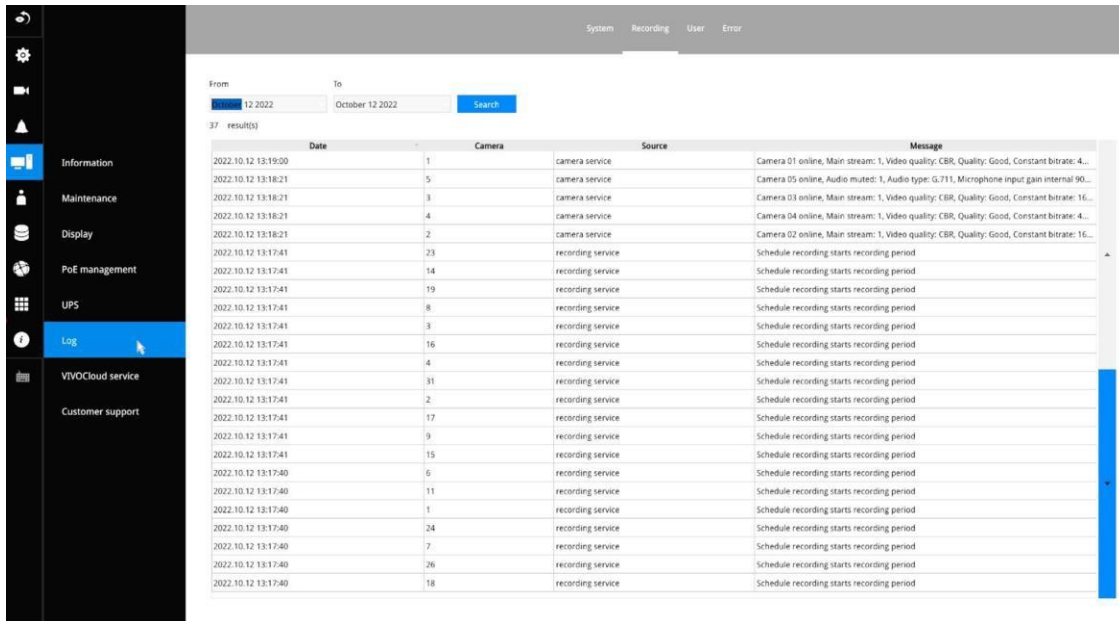 System Recording User Error
From To
October 12 2022 October 12 2022 Search
37 result(s)
Information
Maintenance
Display
PoE management
UPS
Log
VIVOCloud service
Customer support
Date Camera Source Message
2022.10.12 13:19:00 1 camera service Camera 01 online, Main stream: 1, Video quality: CBR, Quality: Good, Constant bitrate: 4...
2022.10.12 13:18:21 5 camera service Camera 05 online, Audio muted: 1, Audio type: G.711, Microphone input gain internal 90...
2022.10.12 13:18:21 3 camera service Camera 03 online, Main stream: 1, Video quality: CBR, Quality: Good, Constant bitrate: 16...
2022.10.12 13:18:21 4 camera service Camera 04 online, Main stream: 1, Video quality: CBR, Quality: Good, Constant bitrate: 4...
2022.10.12 13:18:21 2 camera service Camera 02 online, Main stream: 1, Video quality: CBR, Quality: Good, Constant bitrate: 16...
2022.10.12 13:17:41 23 recording service Schedule recording starts recording period
2022.10.12 13:17:41 14 recording service Schedule recording starts recording period
2022.10.12 13:17:41 19 recording service Schedule recording starts recording period
2022.10.12 13:17:41 8 recording service Schedule recording starts recording period
2022.10.12 13:17:41 3 recording service Schedule recording starts recording period
2022.10.12 13:17:41 16 recording service Schedule recording starts recording period
2022.10.12 13:17:41 4 recording service Schedule recording starts recording period
2022.10.12 13:17:41 31 recording service Schedule recording starts recording period
2022.10.12 13:17:41 2 recording service Schedule recording starts recording period
2022.10.12 13:17:41 17 recording service Schedule recording starts recording period
2022.10.12 13:17:41 9 recording service Schedule recording starts recording period
2022.10.12 13:17:41 15 recording service Schedule recording starts recording period
2022.10.12 13:17:40 6 recording service Schedule recording starts recording period
2022.10.12 13:17:40 11 recording service Schedule recording starts recording period
2022.10.12 13:17:40 1 recording service Schedule recording starts recording period
2022.10.12 13:17:40 24 recording service Schedule recording starts recording period
2022.10.12 13:17:40 7 recording service Schedule recording starts recording period
2022.10.12 13:17:40 26 recording service Schedule recording starts recording period
2022.10.12 13:17:40 18 recording service Schedule recording starts recording period